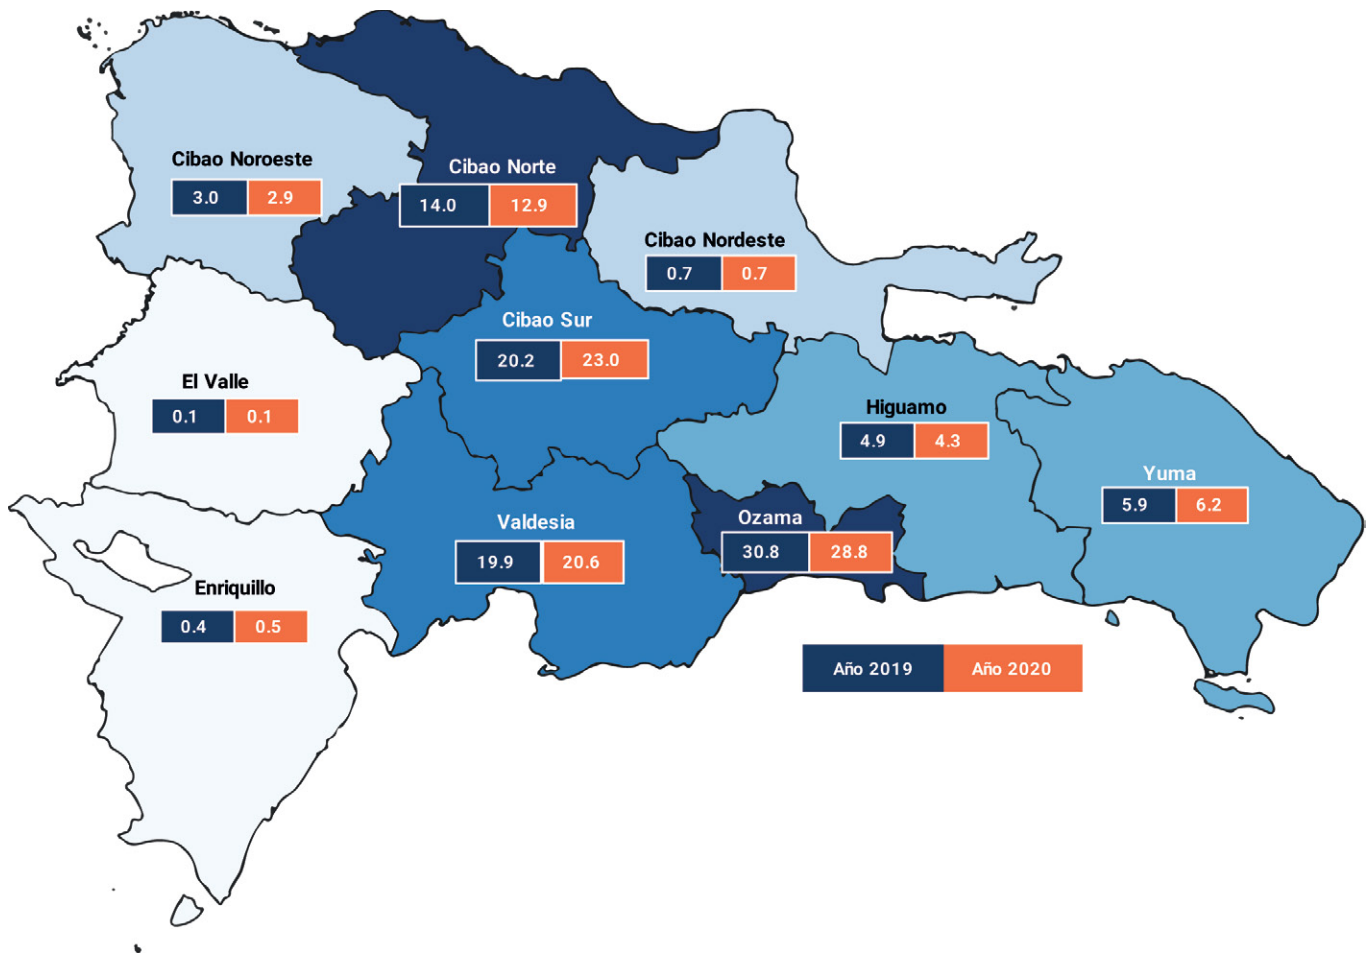 Cibao Noroeste
3.0 2.9
Cibao Norte
14.0 12.9
Cibao Nordeste
0.7 0.7
Cibao Sur
20.2 23.0
El Valle
0.1 0.1
Higuamo
4.9 4.3
Yuma
5.9 6.2
Valdesia
19.9 20.6
Ozama
30.8 28.8
Enriquillo
0.4 0.5
Año 2019 Año 2020